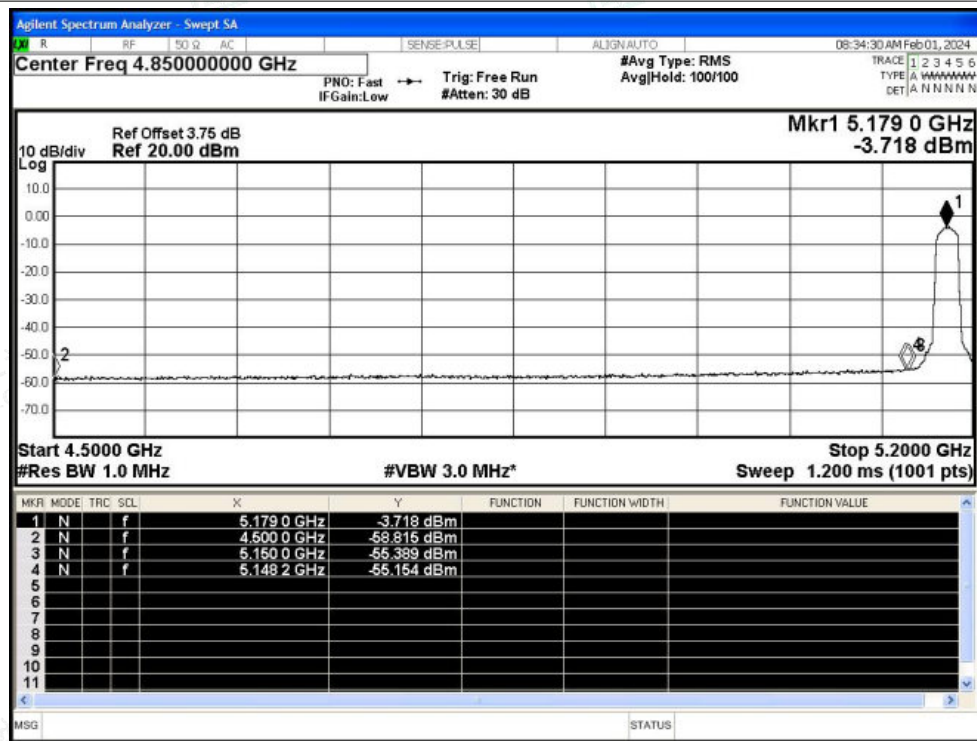 Agilent Spectrum Analyzer - Swept SA
LXI R RF 50 Ω AC SENSE:PULSE ALIGNAUTO 08:34:30 AM Feb 01, 2024
Center Freq 4.850000000 GHz
PNO: Fast Trig: Free Run #Avg Type: RMS TRACE 1 2 3 4 5 6
IFGain:Low #Atten: 30 dB Avg|Hold: 100/100 TYPE A WWWWW
DET A N N N N N
Ref Offset 3.75 dB Mkr1 5.179 0 GHz
10 dB/div Ref 20.00 dBm -3.718 dBm
Log
10.0
1
0.00
-10.0
-20.0
-30.0
-40.0
-50.0 2 4 3
-60.0
-70.0
Start 4.5000 GHz Stop 5.2000 GHz
#Res BW 1.0 MHz #VBW 3.0 MHz* Sweep 1.200 ms (1001 pts)
MKR MODE TRC SCL X Y FUNCTION FUNCTION WIDTH FUNCTION VALUE
1 N f 5.179 0 GHz -3.718 dBm
2 N f 4.500 0 GHz -58.815 dBm
3 N f 5.150 0 GHz -55.389 dBm
4 N f 5.148 2 GHz -55.154 dBm
5
6
7
8
9
10
11
MSG STATUS